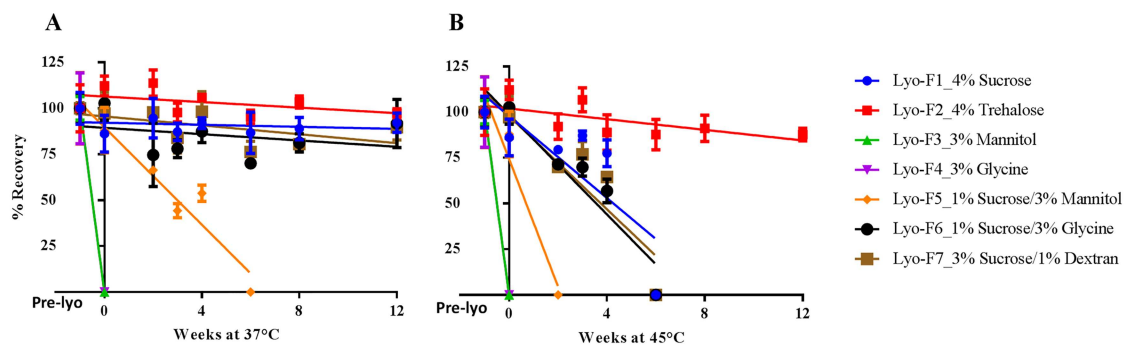 A
B
125
100
75
50
25
% Recovery
Pre-lyo
0
4
8
12
Weeks at 37°C
125
100
75
50
25
Pre-lyo
0
4
8
12
Weeks at 45°C
Lyo-F1_4% Sucrose
Lyo-F2_4% Trehalose
Lyo-F3_3% Mannitol
Lyo-F4_3% Glycine
Lyo-F5_1% Sucrose/3% Mannitol
Lyo-F6_1% Sucrose/3% Glycine
Lyo-F7_3% Sucrose/1% Dextran